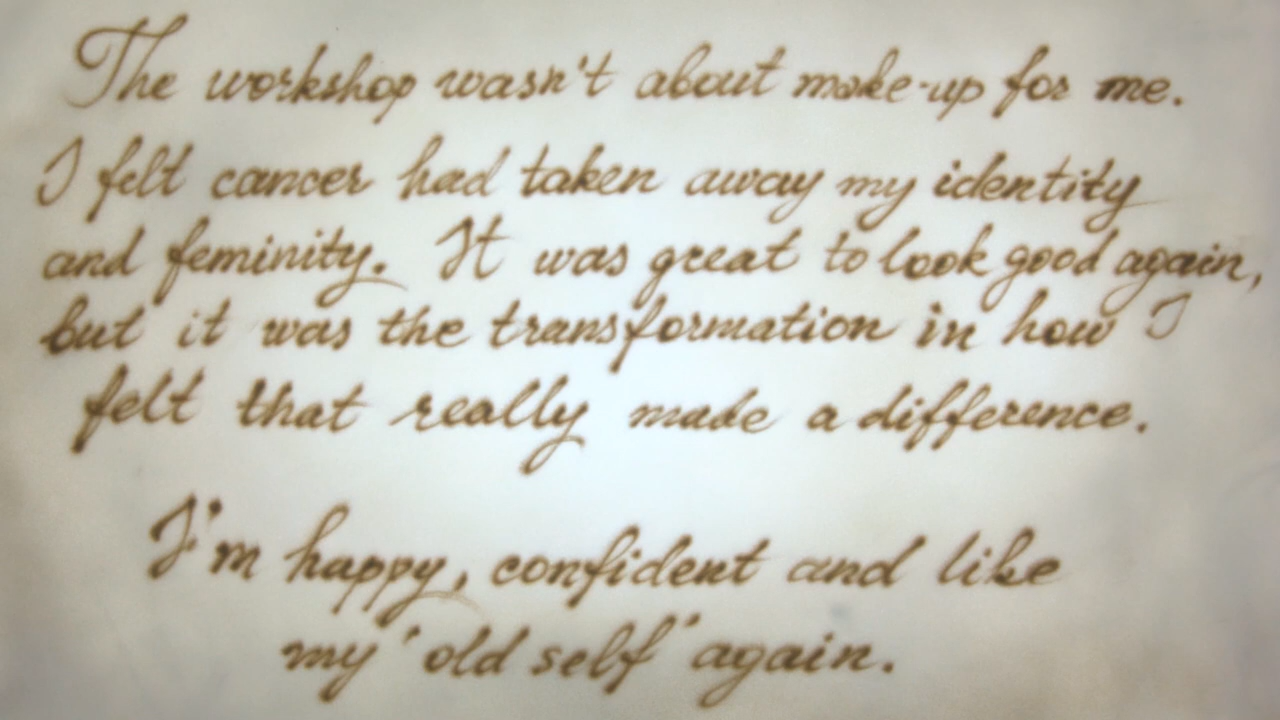 The workshop wasn't about make-up for me.
I felt cancer had taken away my identity
and feminity. It was great to look good again,
but it was the transformation in how I
felt that really made a difference.
I'm happy, confident and like
my 'old self' again.